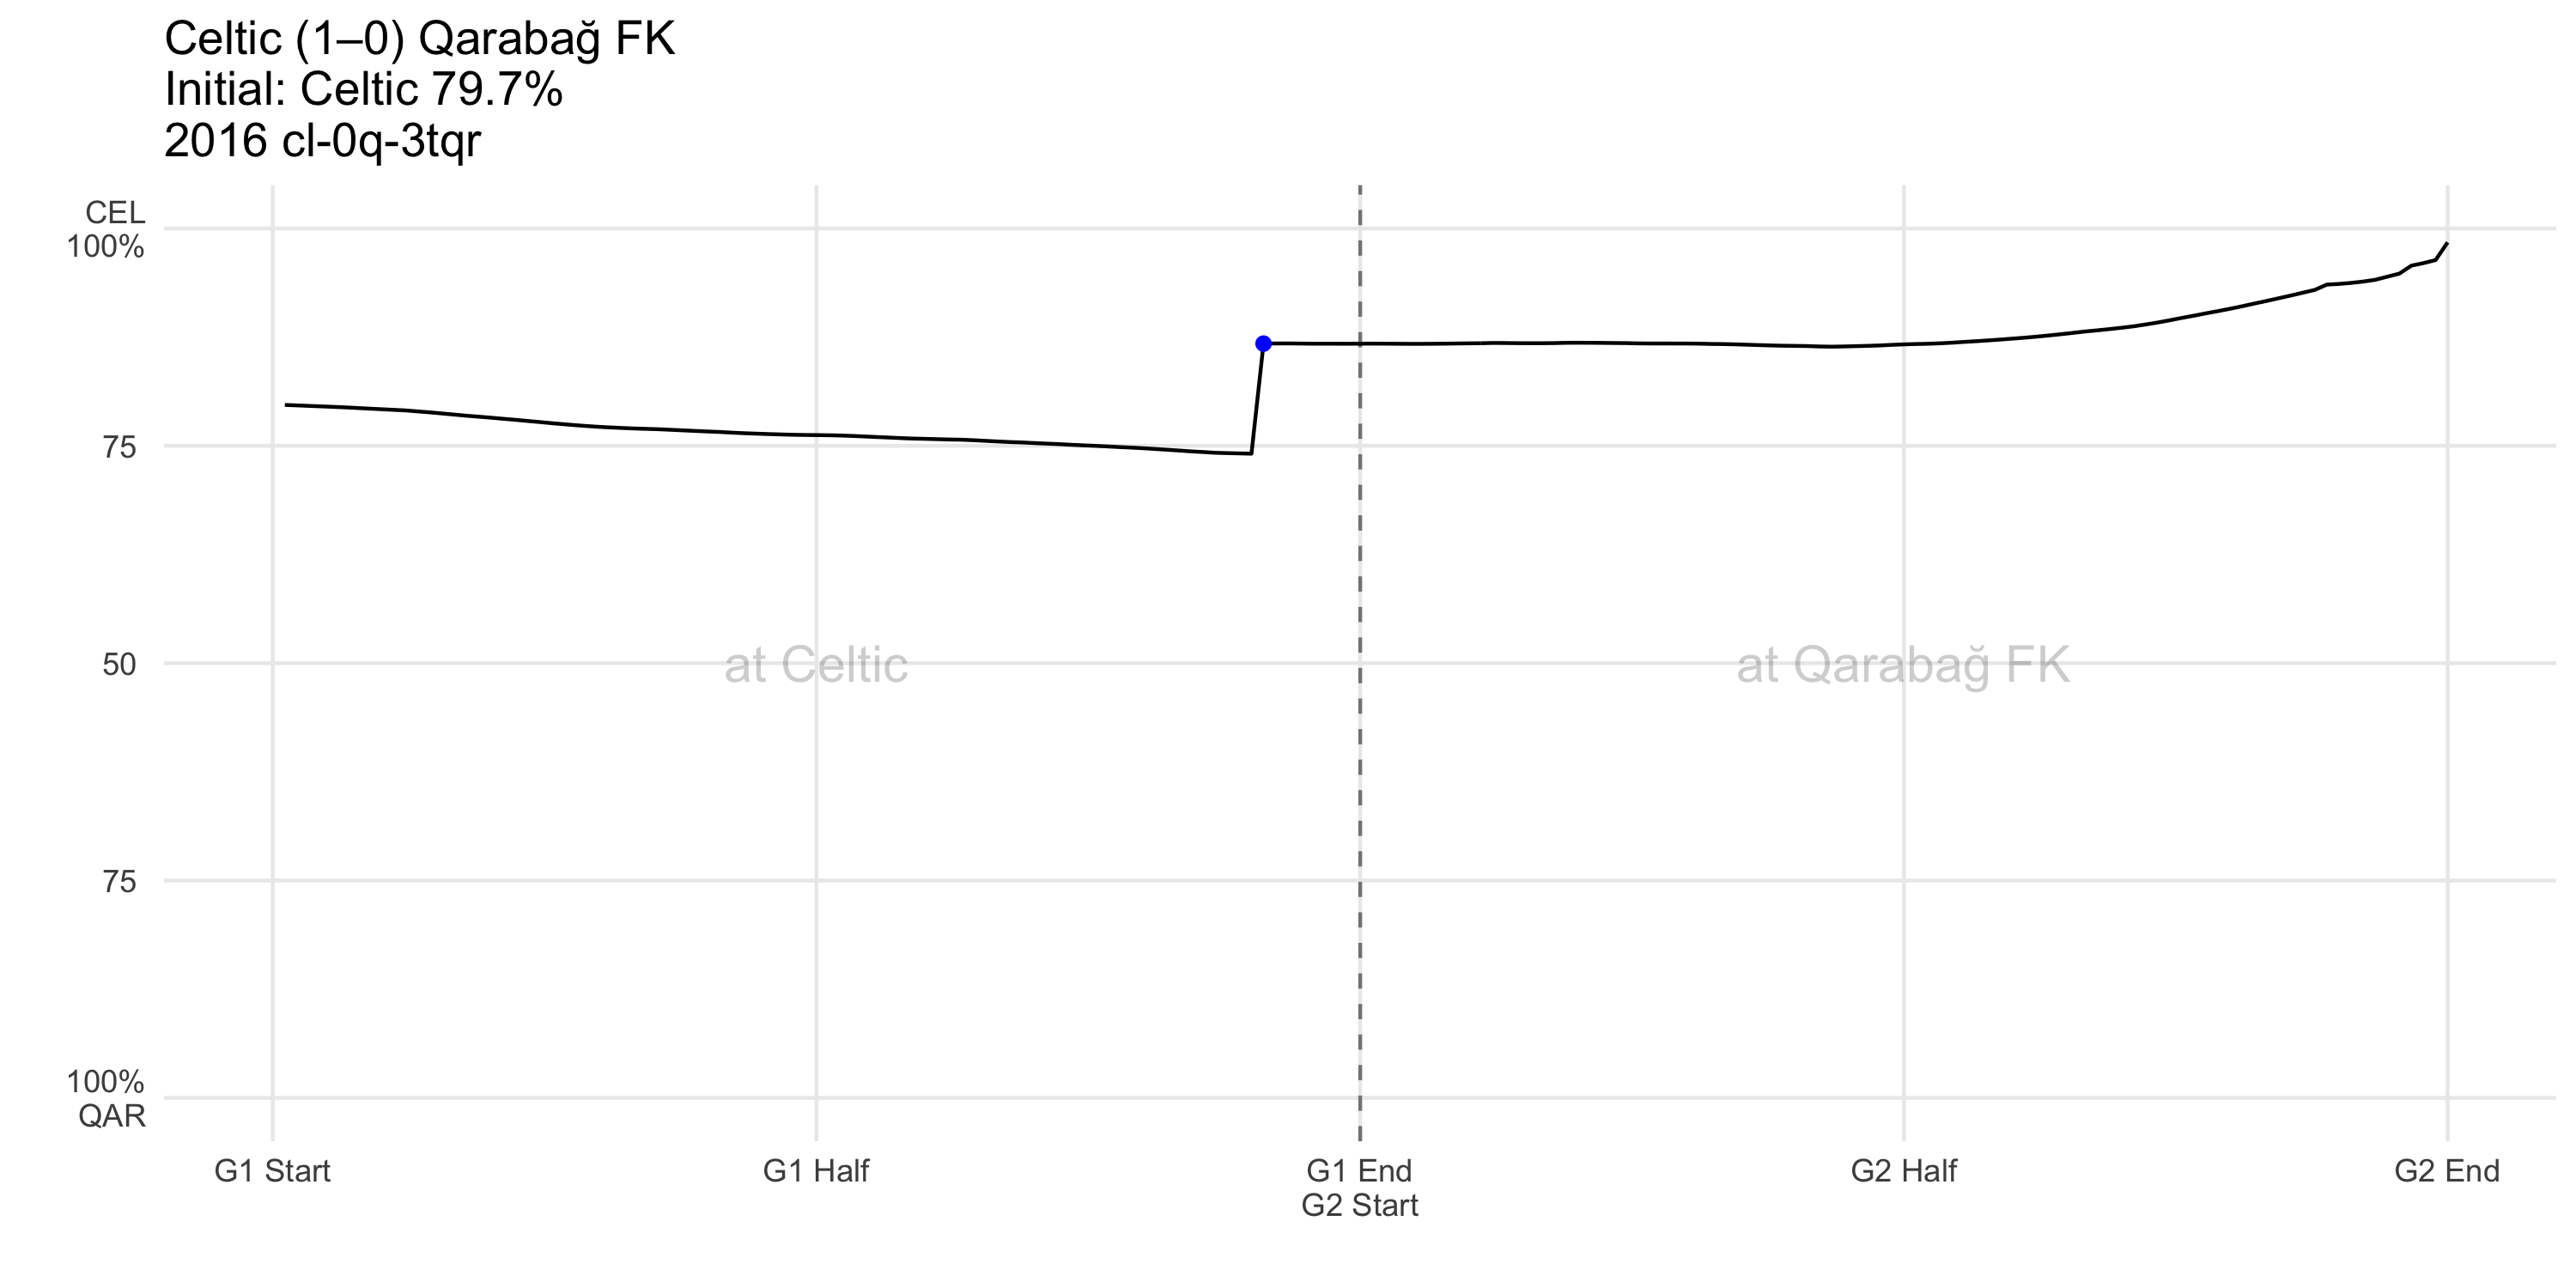 Celtic (1–0) Qarabağ FK
Initial: Celtic 79.7%
2016 cl-0q-3tqr
CEL
100%
75
50
75
100%
QAR
at Celtic
at Qarabağ FK
G1 Start
G1 Half
G1 End
G2 Start
G2 Half
G2 End